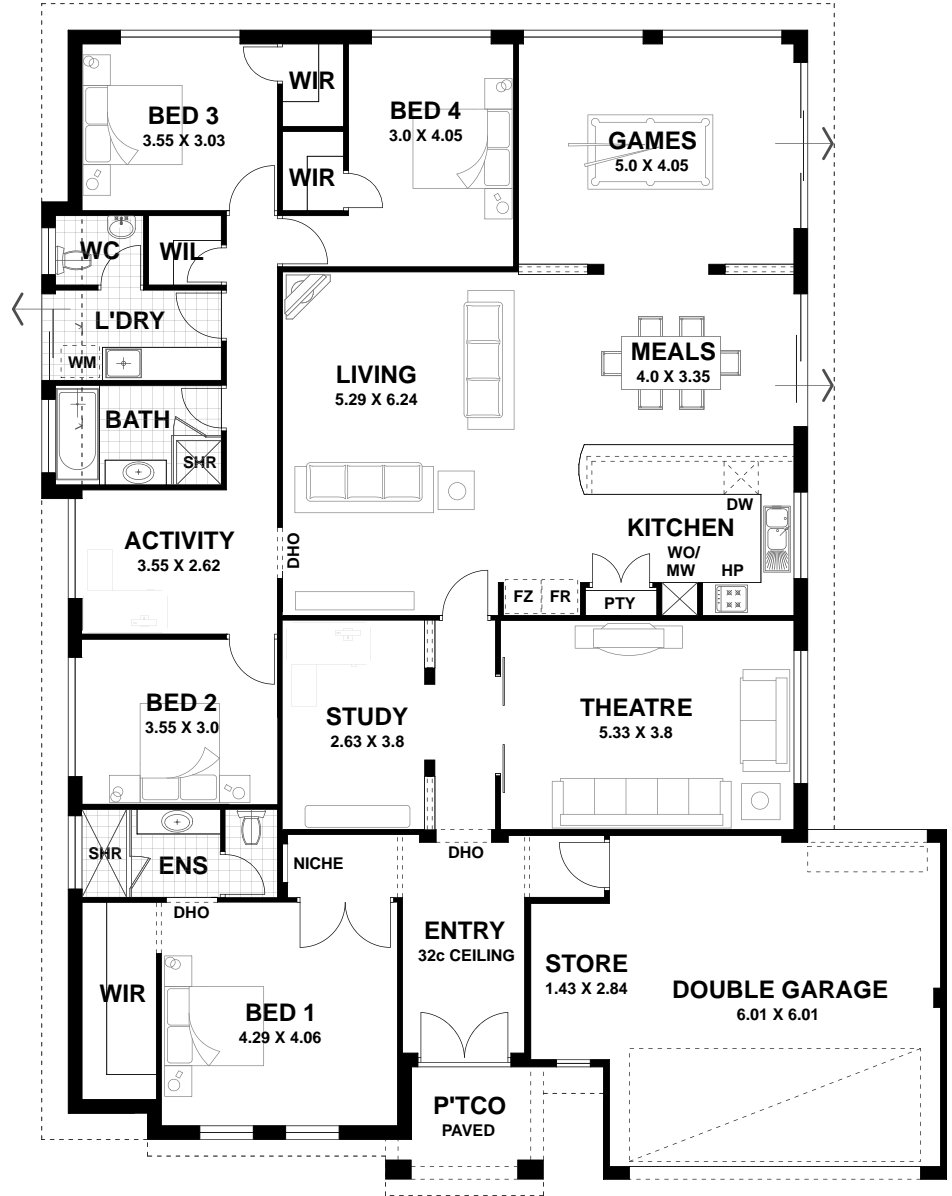 BED 3
3.55 X 3.03
WIR
BED 4
3.0 X 4.05
GAMES
5.0 X 4.05
WIR
WC
WIL
L'DRY
WM
LIVING
5.29 X 6.24
MEALS
4.0 X 3.35
BATH
SHR
DW
ACTIVITY
3.55 X 2.62
DHO
KITCHEN
WO/
MW
HP
FZ
FR
PTY
BED 2
3.55 X 3.0
STUDY
2.63 X 3.8
THEATRE
5.33 X 3.8
SHR
ENS
NICHE
DHO
DHO
ENTRY
32c CEILING
STORE
1.43 X 2.84
DOUBLE GARAGE
6.01 X 6.01
WIR
BED 1
4.29 X 4.06
P'TCO
PAVED